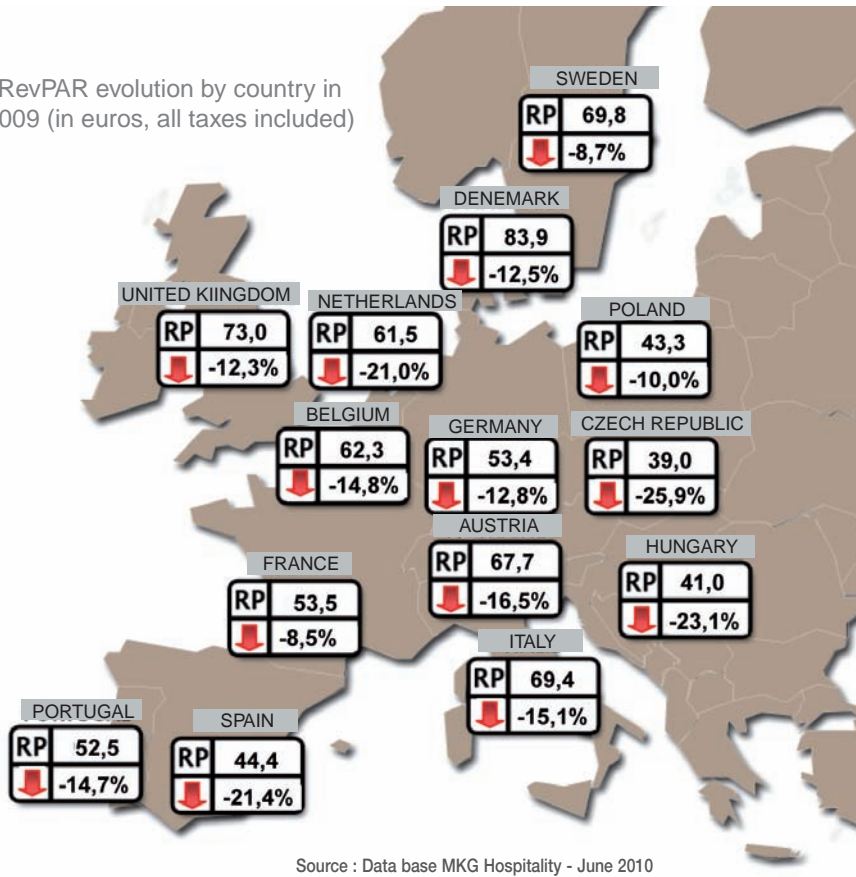 RevPAR evolution by country in
009 (in euros, all taxes included)
SWEDEN
RP 69,8
-8,7%
DENEMARK
RP 83,9
-12,5%
UNITED KIINGDOM
RP 73,0
-12,3%
NETHERLANDS
RP 61,5
-21,0%
POLAND
RP 43,3
-10,0%
BELGIUM
RP 62,3
-14,8%
GERMANY
RP 53,4
-12,8%
CZECH REPUBLIC
RP 39,0
-25,9%
AUSTRIA
RP 67,7
-16,5%
HUNGARY
RP 41,0
-23,1%
FRANCE
RP 53,5
-8,5%
ITALY
RP 69,4
-15,1%
PORTUGAL
RP 52,5
-14,7%
SPAIN
RP 44,4
-21,4%
Source : Data base MKG Hospitality - June 2010